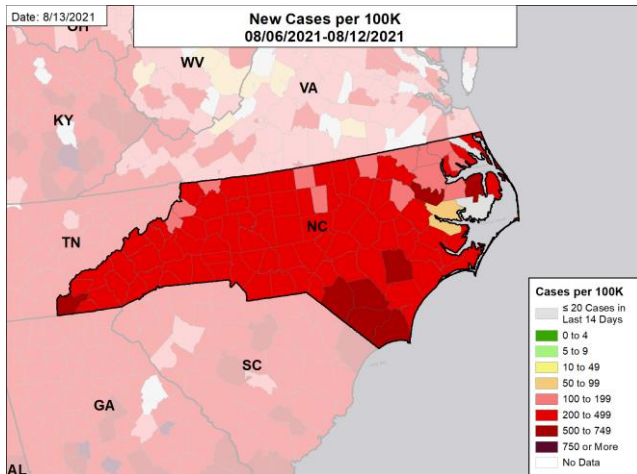 Date: 8/13/2021
New Cases per 100K
08/06/2021-08/12/2021
OH
WV
VA
KY
TN
NC
SC
GA
AL
Cases per 100K
≤ 20 Cases in
Last 14 Days
0 to 4
5 to 9
10 to 49
50 to 99
100 to 199
200 to 499
500 to 749
750 or More
No Data